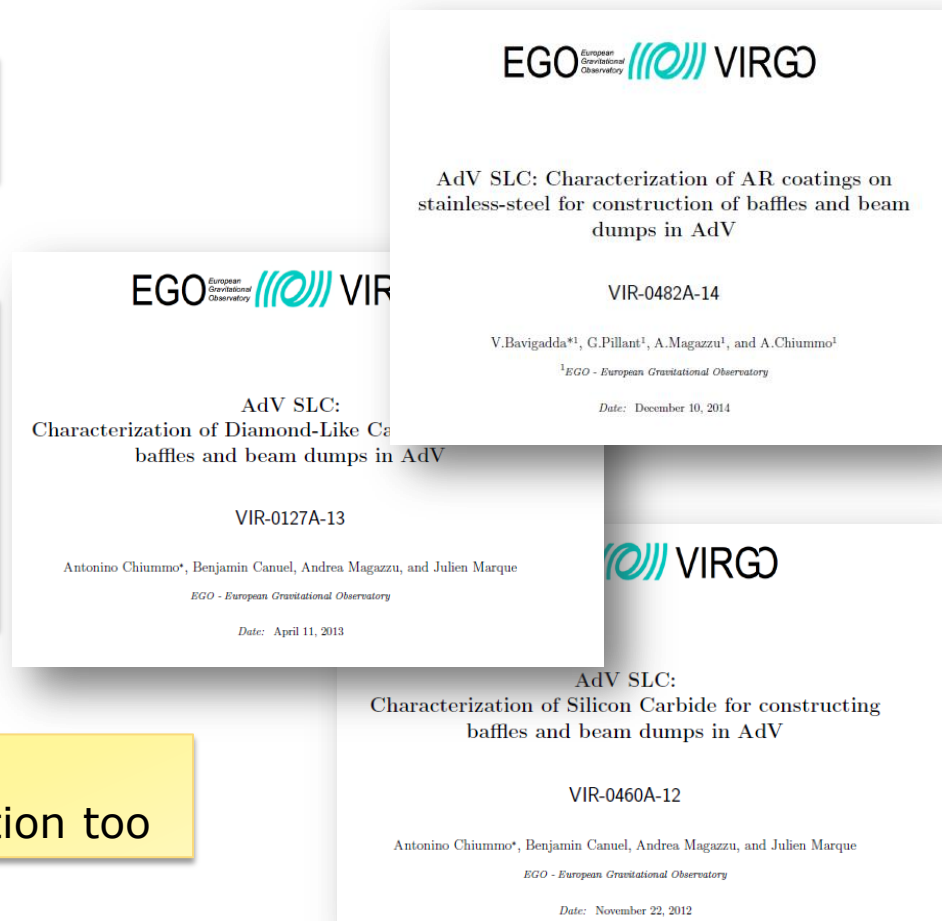 EGO European Gravitational Observatory VIRGO
AdV SLC: Characterization of AR coatings on
stainless-steel for construction of baffles and beam
dumps in AdV
VIR-0482A-14
V.Bavigadda*1, G.Pillant1, A.Magazzu1, and A.Chiummo1
1EGO - European Gravitational Observatory
Date: December 10, 2014
EGO European Gravitational Observatory VIR
AdV SLC:
Characterization of Diamond-Like Ca
baffles and beam dumps in AdV
VIR-0127A-13
Antonino Chiummo*, Benjamin Canuel, Andrea Magazzu, and Julien Marque
EGO - European Gravitational Observatory
Date: April 11, 2013
VIRGO
AdV SLC:
Characterization of Silicon Carbide for constructing
baffles and beam dumps in AdV
VIR-0460A-12
Antonino Chiummo*, Benjamin Canuel, Andrea Magazzu, and Julien Marque
EGO - European Gravitational Observatory
Date: November 22, 2012
tion too